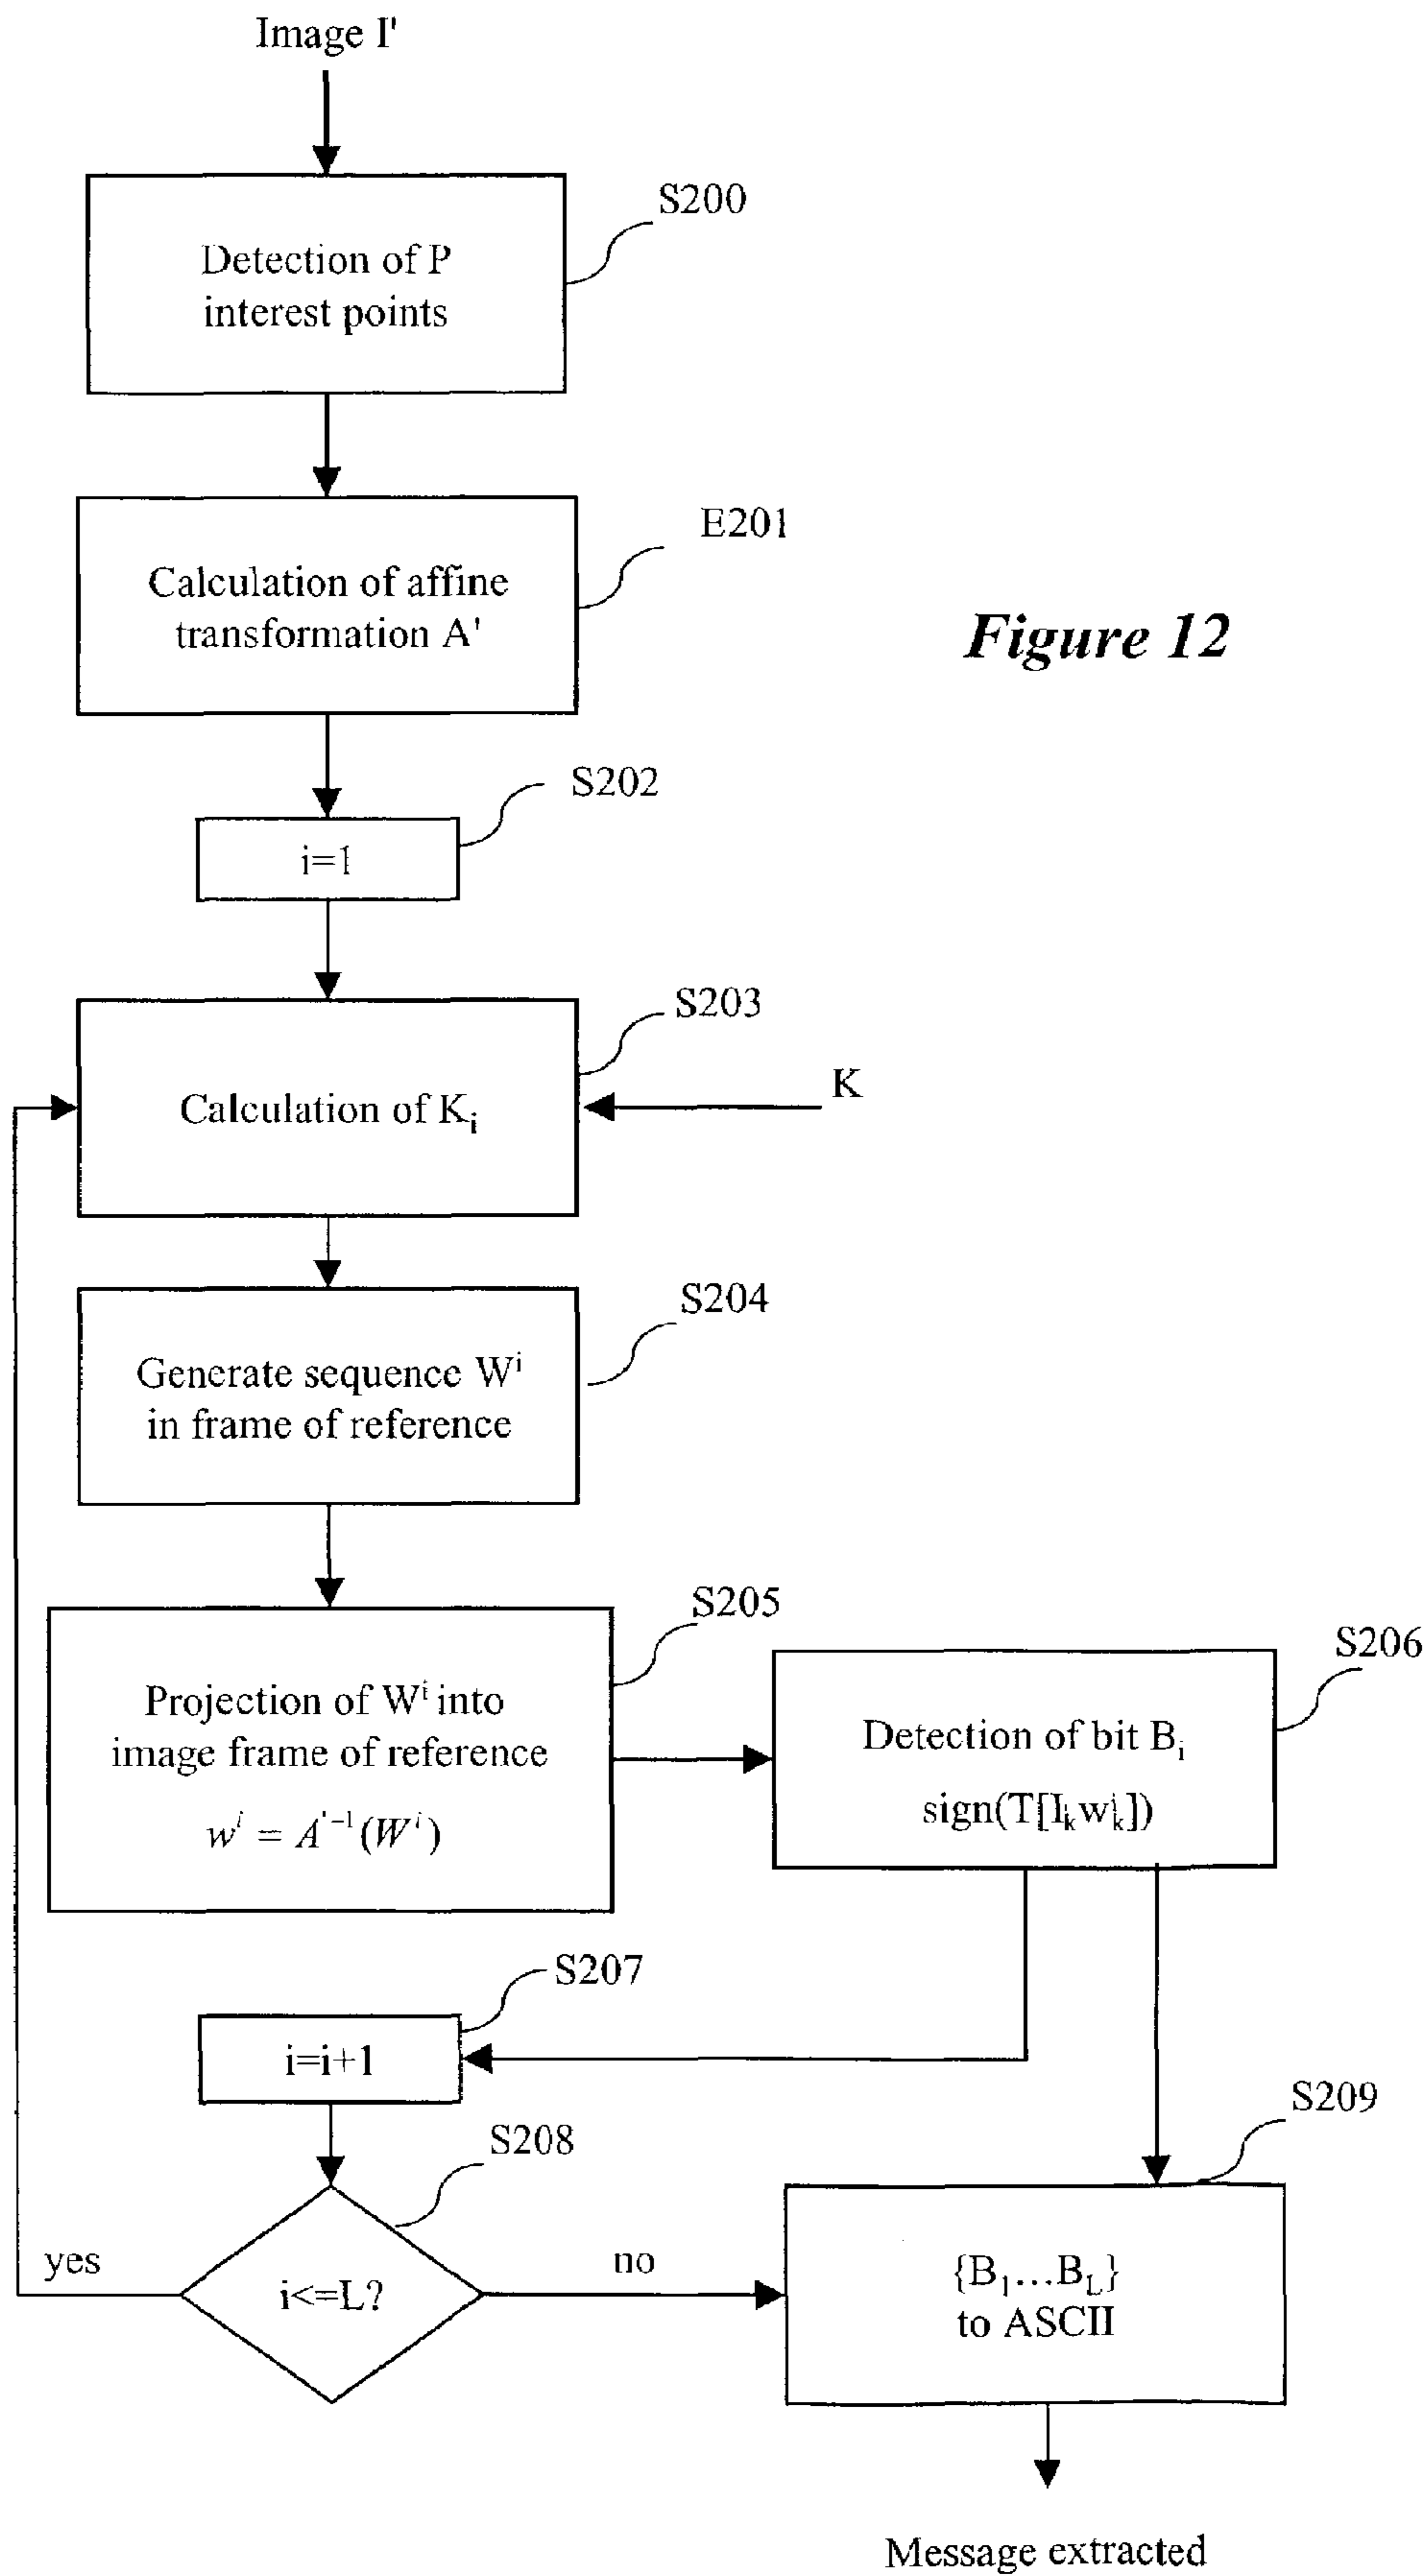 Image I'
S200
Detection of P
interest points
E201
Calculation of affine
transformation A'
Figure 12
S202
i=1
S203
K
Calculation of Kᵢ
S204
Generate sequence Wⁱ
in frame of reference
S205
Projection of Wⁱ into
image frame of reference
wⁱ = A'⁻¹(Wⁱ)
S206
Detection of bit Bᵢ
sign(T[Iₖwⁱₖ])
S207
i=i+1
S208
S209
yes
i<=L?
no
{B₁...B_L}
to ASCII
Message extracted